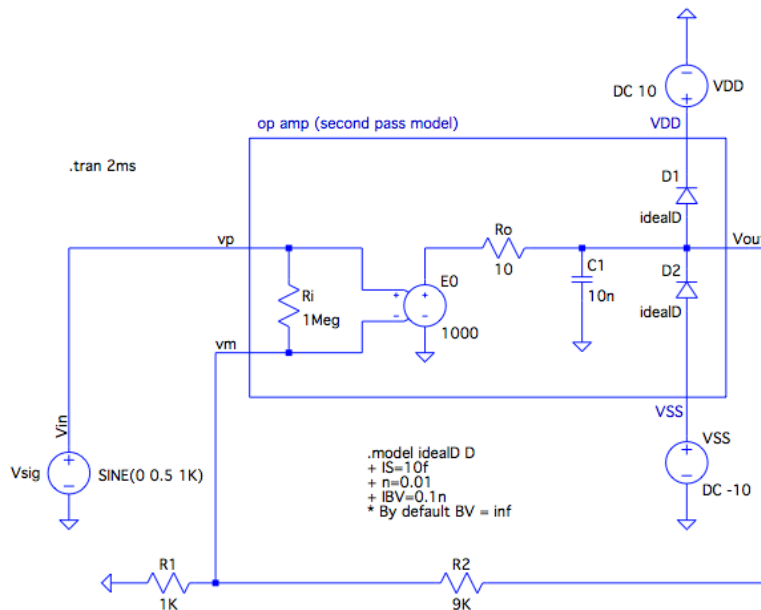 DC 10
VDD
VDD
op amp (second pass model)
.tran 2ms
D1
idealD
vp
Ro
10
Vout
D2
idealD
E0
C1
10n
Ri
1Meg
1000
vm
VSS
VSS
DC -10
Vin
Vsig
SINE(0 0.5 1K)
.model idealD D
+ IS=10f
+ n=0.01
+ IBV=0.1n
* By default BV = inf
R1
1K
R2
9K